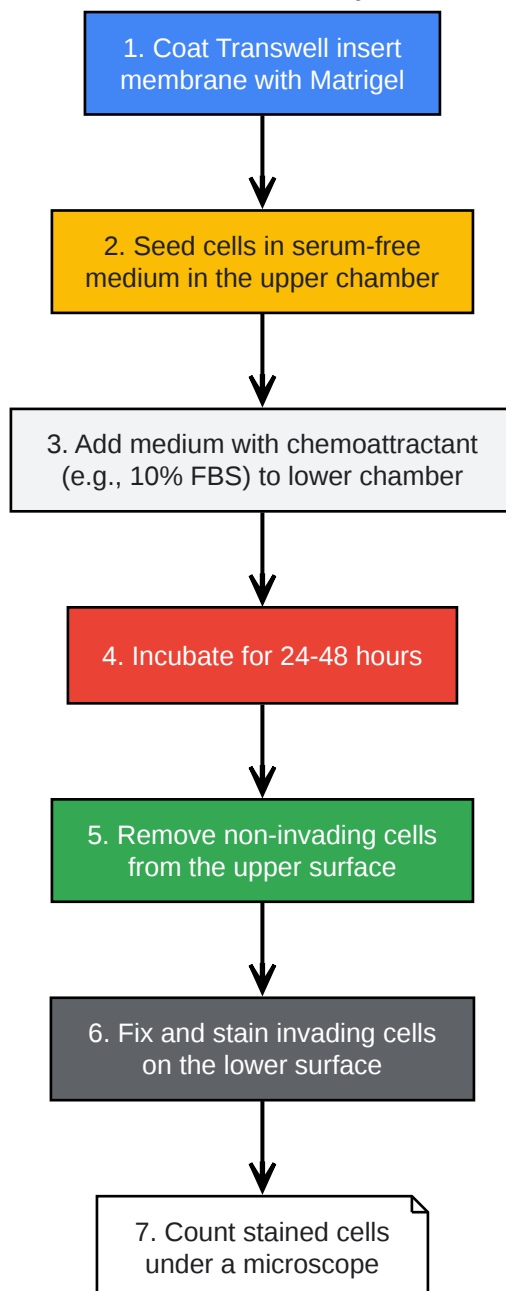 1. Coat Transwell insert
membrane with Matrigel
2. Seed cells in serum-free
medium in the upper chamber
3. Add medium with chemoattractant
(e.g., 10% FBS) to lower chamber
4. Incubate for 24-48 hours
5. Remove non-invading cells
from the upper surface
6. Fix and stain invading cells
on the lower surface
7. Count stained cells
under a microscope